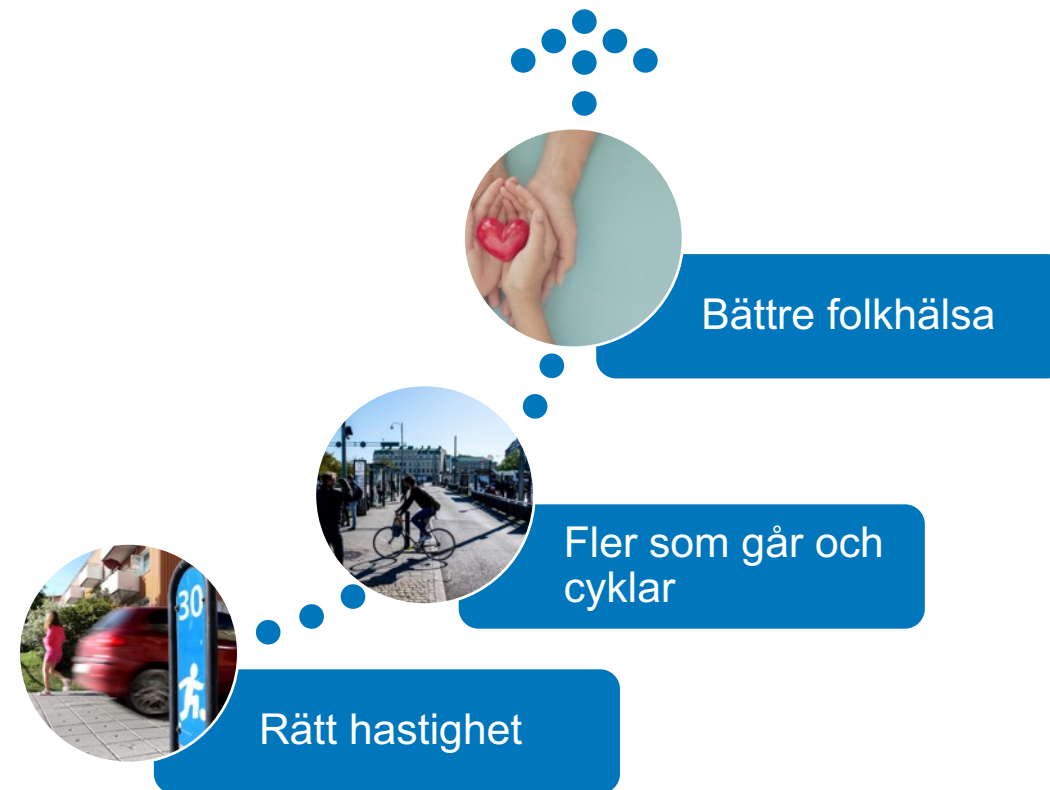 Bättre folkhälsa
Fler som går och
cyklar
30
Rätt hastighet